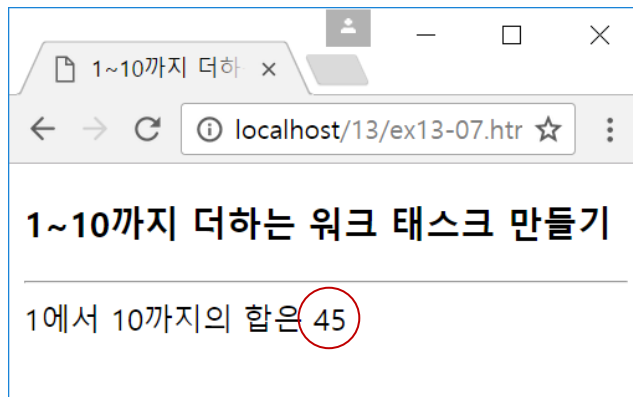 1~10까지 더하
localhost/13/ex13-07.htr
1~10까지 더하는 워크 태스크 만들기
1에서 10까지의 합은 45